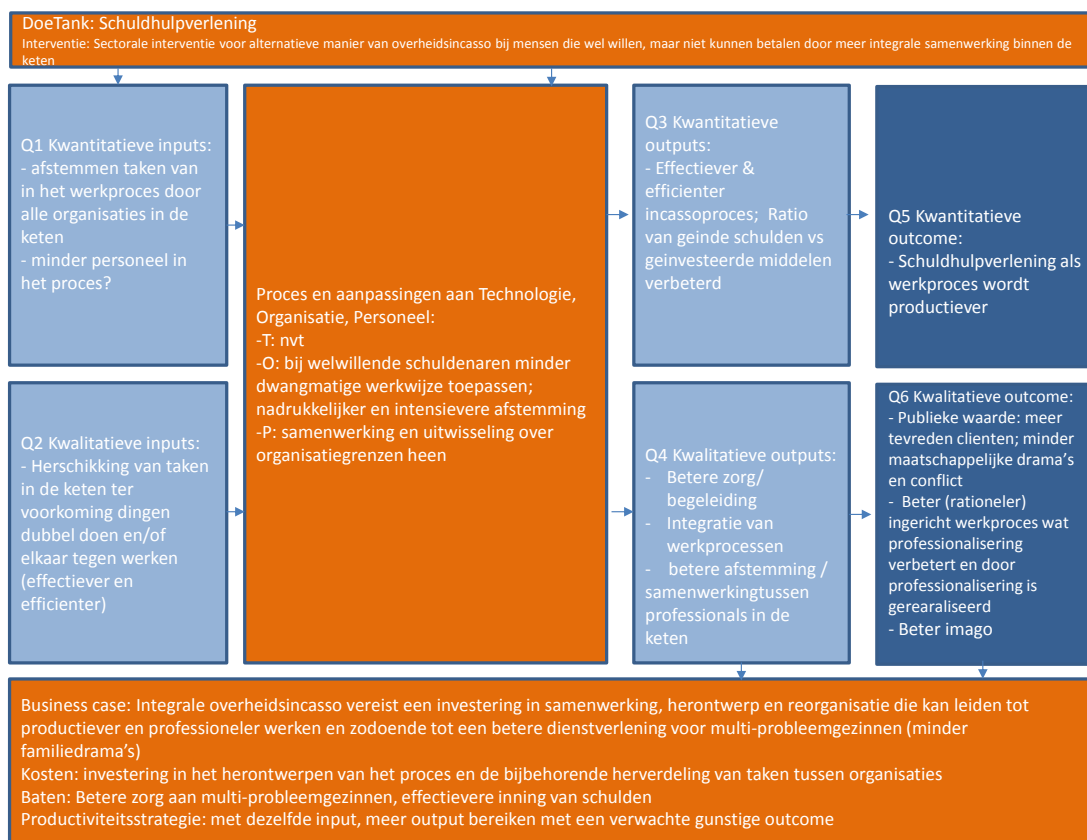 DoeTank: Schuldhulpverlening
Interventie: Sectorale interventie voor alternatieve manier van overheidsincasso bij mensen die wel willen, maar niet kunnen betalen door meer integrale samenwerking binnen de
keten
Q1 Kwantitatieve inputs:
- afstemmen taken van
in het werkproces door
alle organisaties in de
keten
- minder personeel in
het proces?
Q2 Kwalitatieve inputs:
- Herschikking van taken
in de keten ter
voorkoming dingen
dubbel doen en/of
elkaar tegen werken
(effectiever en
efficienter)
Proces en aanpassingen aan Technologie,
Organisatie, Personeel:
-T: nvt
-O: bij welwillende schuldenaren minder
dwangmatige werkwijze toepassen;
nadrukkelijker en intensievere afstemming
-P: samenwerking en uitwisseling over
organisatiegrenzen heen
Q3 Kwantitatieve
outputs:
- Effectiever &
efficienter
incassoproces; Ratio
van geinde schulden vs
geinvesteerde middelen
verbeterd
Q4 Kwalitatieve outputs:
- Betere zorg/
begeleiding
- Integratie van
werkprocessen
- betere afstemming /
samenwerkingtussen
professionals in de
keten
Q5 Kwantitatieve
outcome:
- Schuldhulpverlening als
werkproces wordt
productiever
Q6 Kwalitatieve outcome:
- Publieke waarde: meer
tevreden clienten; minder
maatschappelijke drama's
en conflict
- Beter (rationeler)
ingericht werkproces wat
professionalisering
verbetert en door
professionalisering is
gerearaliseerd
- Beter imago
Business case: Integrale overheidsincasso vereist een investering in samenwerking, herontwerp en reorganisatie die kan leiden tot
productiever en professioneler werken en zodoende tot een betere dienstverlening voor multi-probleemgezinnen (minder
familiedrama's)
Kosten: investering in het herontwerpen van het proces en de bijbehorende herverdeling van taken tussen organisaties
Baten: Betere zorg aan multi-probleemgezinnen, effectievere inning van schulden
Productiviteitsstrategie: met dezelfde input, meer output bereiken met een verwachte gunstige outcome